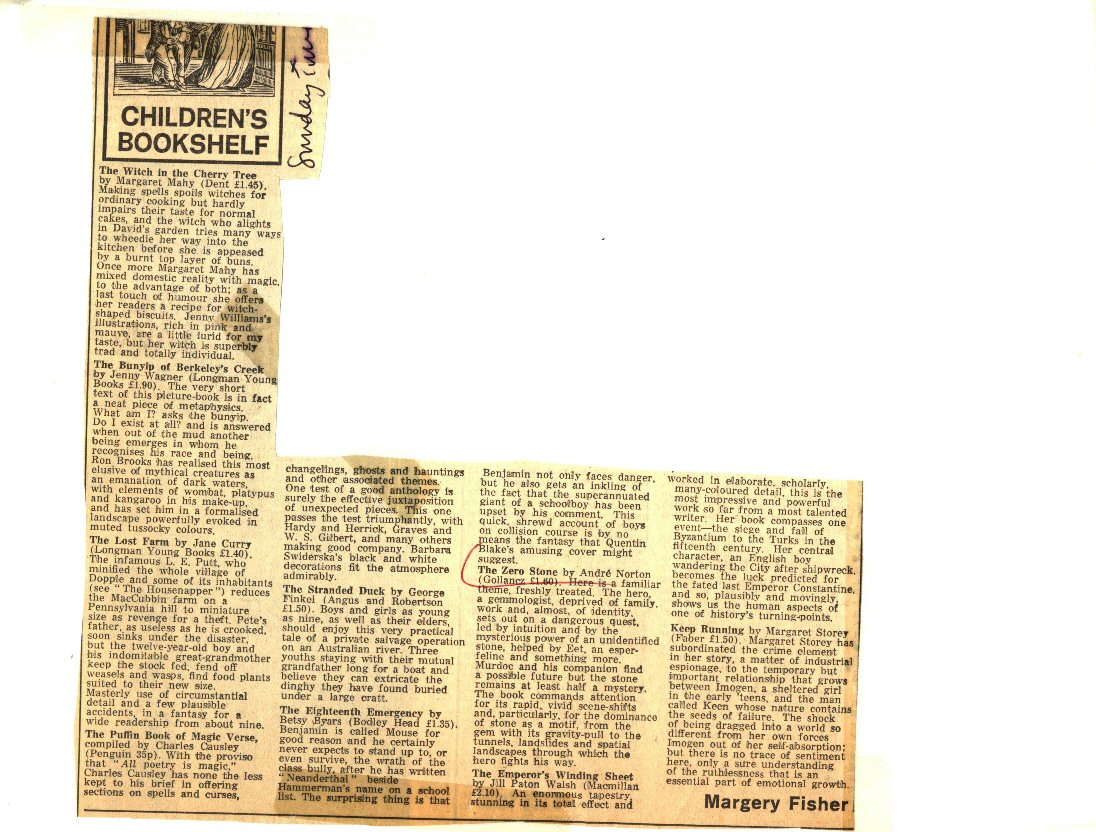 CHILDREN'S
BOOKSHELF
Sunday
The Witch in the Cherry Tree
by Margaret Mahy (Dent £1.45).
Making spells spoils witches for
ordinary cooking but hardly
impairs their taste for normal
cakes, and the witch who alights
in David's garden tries many ways
to wheedle her way into the
kitchen before she is appeased
by a burnt top layer of buns.
Once more Margaret Mahy has
mixed domestic reality with magic,
to the advantage of both; as a
last touch of humour she offers
her readers a recipe for witch-
shaped biscuits. Jenny Williams's
illustrations, rich in pink and
mauve, are a little lurid for my
taste, but her witch is superbly
trad and totally individual.
The Bunyip of Berkeley's Creek
by Jenny Wagner (Longman Young
Books £1.90). The very short
text of this picture-book is in fact
a neat piece of metaphysics.
What am I? asks the bunyip.
Do I exist at all? and is answered
when out of the mud another
being emerges in whom he
recognises his race and being.
Ron Brooks has realised this most
elusive of mythical creatures as
an emanation of dark waters,
with elements of wombat, platypus
and kangaroo in his make-up,
and has set him in a formalised
landscape powerfully evoked in
muted tussocky colours.
The Lost Farm by Jane Curry
(Longman Young Books £1.40).
The infamous L. E. Putt, who
minified the whole village of
Dopple and some of its inhabitants
(see "The Housenapper") reduces
the MacCubbin farm on a
Pennsylvania hill to miniature
size as revenge for a theft. Pete's
father, as useless as he is crooked,
soon sinks under the disaster,
but the twelve-year-old boy and
his indomitable great-grandmother
keep the stock fed, fend off
weasels and wasps, find food plants
suited to their new size.
Masterly use of circumstantial
detail and a few plausible
accidents, in a fantasy for a
wide readership from about nine.
The Puffin Book of Magic Verse,
compiled by Charles Causley
(Penguin 35p). With the proviso
that "All poetry is magic,"
Charles Causley has none the less
kept to his brief in offering
sections on spells and curses,
changelings, ghosts and hauntings
and other associated themes.
One test of a good anthology is
surely the effective juxtaposition
of unexpected pieces. This one
passes the test triumphantly, with
Hardy and Herrick, Graves and
W. S. Gilbert, and many others
making good company. Barbara
Swiderska's black and white
decorations fit the atmosphere
admirably.
The Stranded Duck by George
Finkel (Angus and Robertson
£1.50). Boys and girls as young
as nine, as well as their elders,
should enjoy this very practical
tale of a private salvage operation
on an Australian river. Three
youths staying with their mutual
grandfather long for a boat and
believe they can extricate the
dinghy they have found buried
under a large craft.
The Eighteenth Emergency by
Betsy Byars (Bodley Head £1.35).
Benjamin is called Mouse for
good reason and he certainly
never expects to stand up to, or
even survive, the wrath of the
class bully, after he has written
"Neanderthal" beside
Hammerman's name on a school
list. The surprising thing is that
Benjamin not only faces danger,
but he also gets an inkling of
the fact that the superannuated
giant of a schoolboy has been
upset by his comment. This
quick, shrewd account of boys
on collision course is by no
means the fantasy that Quentin
Blake's amusing cover might
suggest.
The Zero Stone by André Norton
(Gollancz £1.60). Here is a familiar
theme, freshly treated. The hero,
a gemmologist, deprived of family,
work and, almost, of identity,
sets out on a dangerous quest,
led by intuition and by the
mysterious power of an unidentified
stone, helped by Eet, an esper-
feline and something more.
Murdoc and his companion find
a possible future but the stone
remains at least half a mystery.
The book commands attention
for its rapid, vivid scene-shifts
and, particularly, for the dominance
of stone as a motif, from the
gem with its gravity-pull to the
tunnels, landslides and spatial
landscapes through which the
hero fights his way.
The Emperor's Winding Sheet
by Jill Paton Walsh (Macmillan
£2.10). An enormous tapestry
stunning in its total effect and
worked in elaborate, scholarly,
many-coloured detail, this is the
most impressive and powerful
work so far from a most talented
writer. Her book compasses one
event—the siege and fall of
Byzantium to the Turks in the
fifteenth century. Her central
character, an English boy
wandering the City after shipwreck,
becomes the luck predicted for
the fated last Emperor Constantine,
and so, plausibly and movingly,
shows us the human aspects of
one of history's turning-points.
Keep Running by Margaret Storey
(Faber £1.50). Margaret Storey has
subordinated the crime element
in her story, a matter of industrial
espionage, to the temporary but
important relationship that grows
between Imogen, a sheltered girl
in the early 'teens, and the man
called Keen whose nature contains
the seeds of failure. The shock
of being dragged into a world so
different from her own forces
Imogen out of her self-absorption;
but there is no trace of sentiment
here, only a sure understanding
of the ruthlessness that is an
essential part of emotional growth.
Margery Fisher